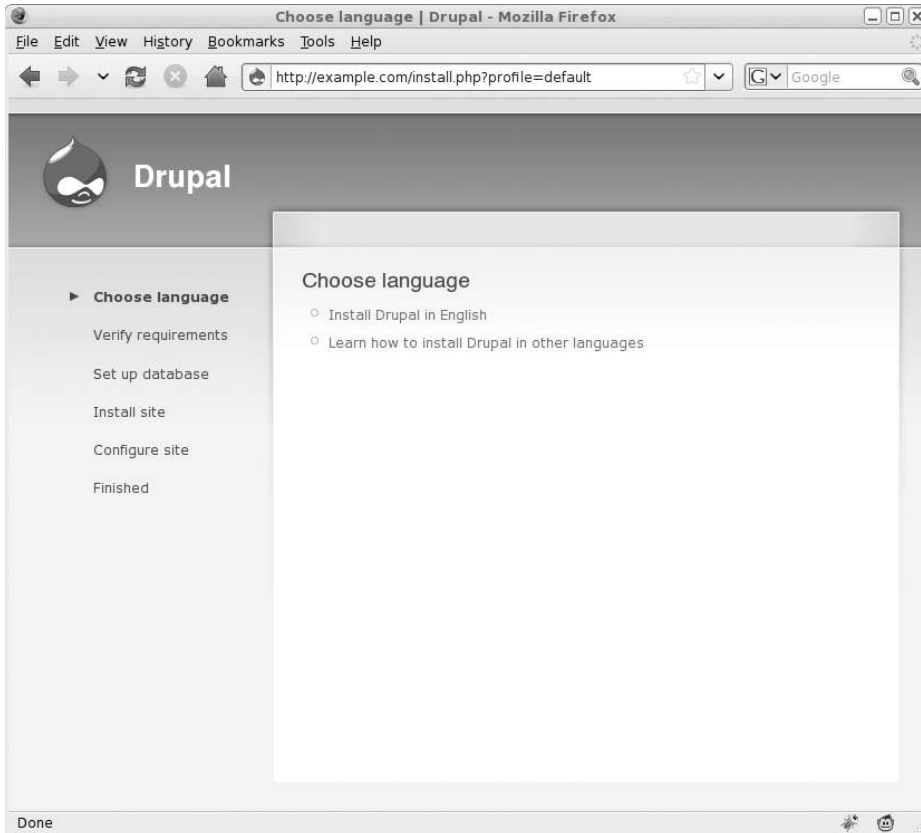 Choose language | Drupal - Mozilla Firefox
File Edit View History Bookmarks Tools Help
http://example.com/install.php?profile=default
G Google
Drupal
Choose language
Verify requirements
Set up database
Install site
Configure site
Finished
Choose language
Install Drupal in English
Learn how to install Drupal in other languages
Done